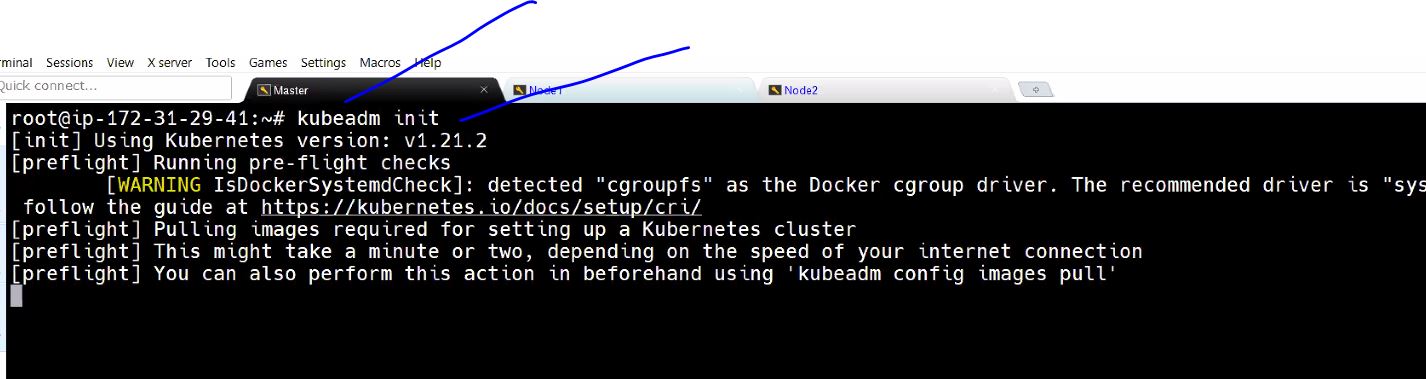 rminal Sessions View X server Tools Games Settings Macros Help
Quick connect...
Master Node1 Node2
root@ip-172-31-29-41:~# kubeadm init
[init] Using Kubernetes version: v1.21.2
[preflight] Running pre-flight checks
[WARNING IsDockerSystemdCheck]: detected "cgroupfs" as the Docker cgroup driver. The recommended driver is "sys
follow the guide at https://kubernetes.io/docs/setup/cri/
[preflight] Pulling images required for setting up a Kubernetes cluster
[preflight] This might take a minute or two, depending on the speed of your internet connection
[preflight] You can also perform this action in beforehand using 'kubeadm config images pull'